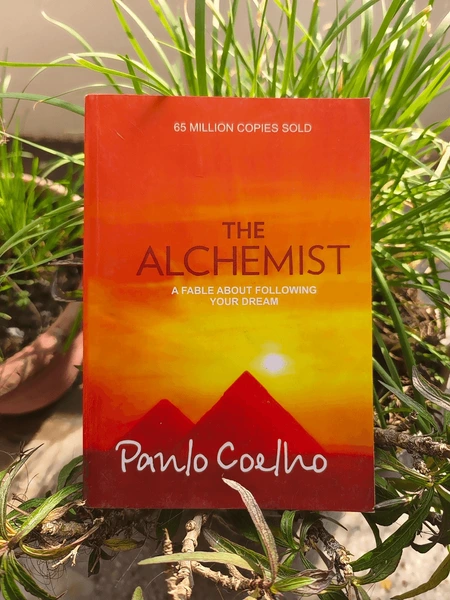 65 MILLION COPIES SOLD
THE
ALCHEMIST
A FABLE ABOUT FOLLOWING
YOUR DREAM
Paulo Coelho